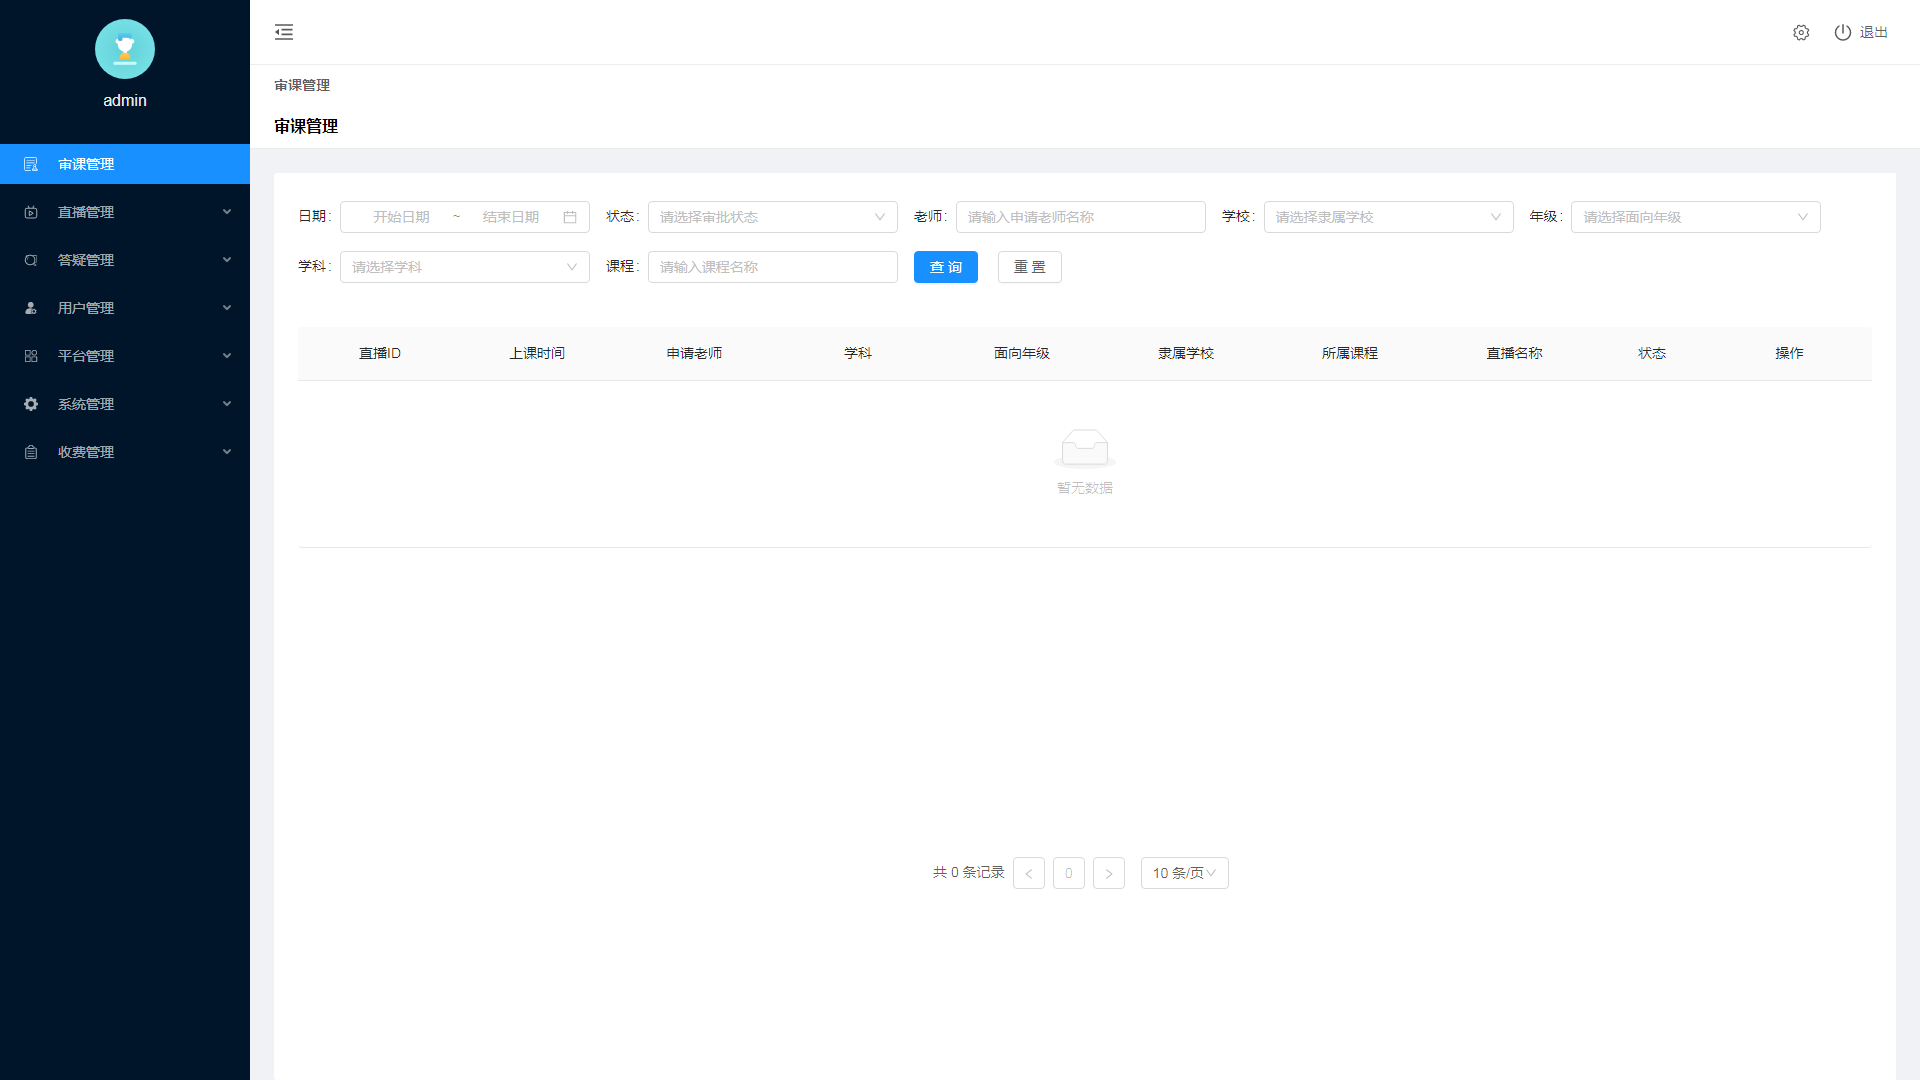 admin
审课管理
直播管理
答疑管理
用户管理
平台管理
系统管理
收费管理
退出
审课管理
审课管理
日期: 开始日期 ~ 结束日期 状态: 请选择审批状态 老师: 请输入申请老师名称 学校: 请选择隶属学校 年级: 请选择面向年级
学科: 请选择学科 课程: 请输入课程名称 查 询 重 置
直播ID 上课时间 申请老师 学科 面向年级 隶属学校 所属课程 直播名称 状态 操作
暂无数据
共 0 条记录 < 0 > 10 条/页